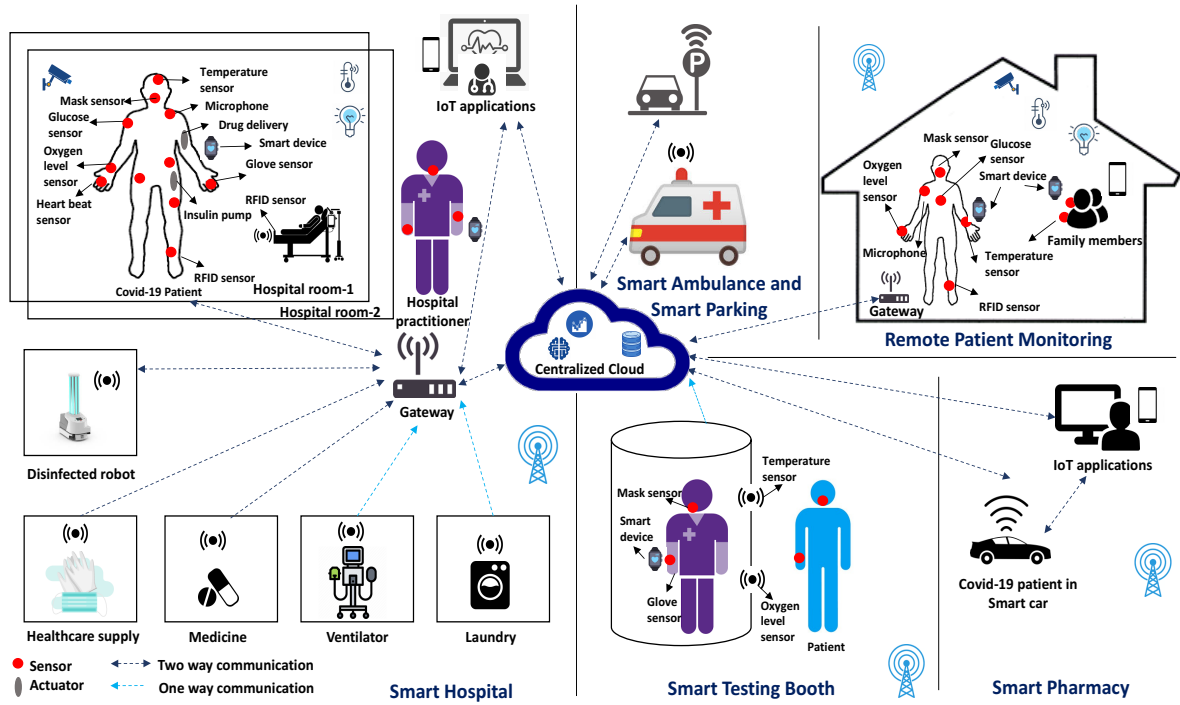 Temperature
sensor
Mask sensor
Microphone
Glucose
sensor
Drug delivery
Smart device
Oxygen
level
sensor
Glove sensor
Heart beat
sensor
Insulin pump
RFID sensor
RFID sensor
Covid-19 Patient
Hospital room-1
Hospital room-2
IoT applications
Hospital
practitioner
Gateway
Disinfected robot
Healthcare supply
Medicine
Ventilator
Laundry
Sensor
Actuator
Two way communication
One way communication
Smart Hospital
P
Smart Ambulance and
Smart Parking
Centralized Cloud
Mask sensor
Glucose
sensor
Smart device
Oxygen
level
sensor
Family members
Microphone
Temperature
sensor
RFID sensor
Gateway
Remote Patient Monitoring
Temperature
sensor
Mask sensor
Smart
device
Glove
sensor
Oxygen
level sensor
Patient
Smart Testing Booth
IoT applications
Covid-19 patient in
Smart car
Smart Pharmacy